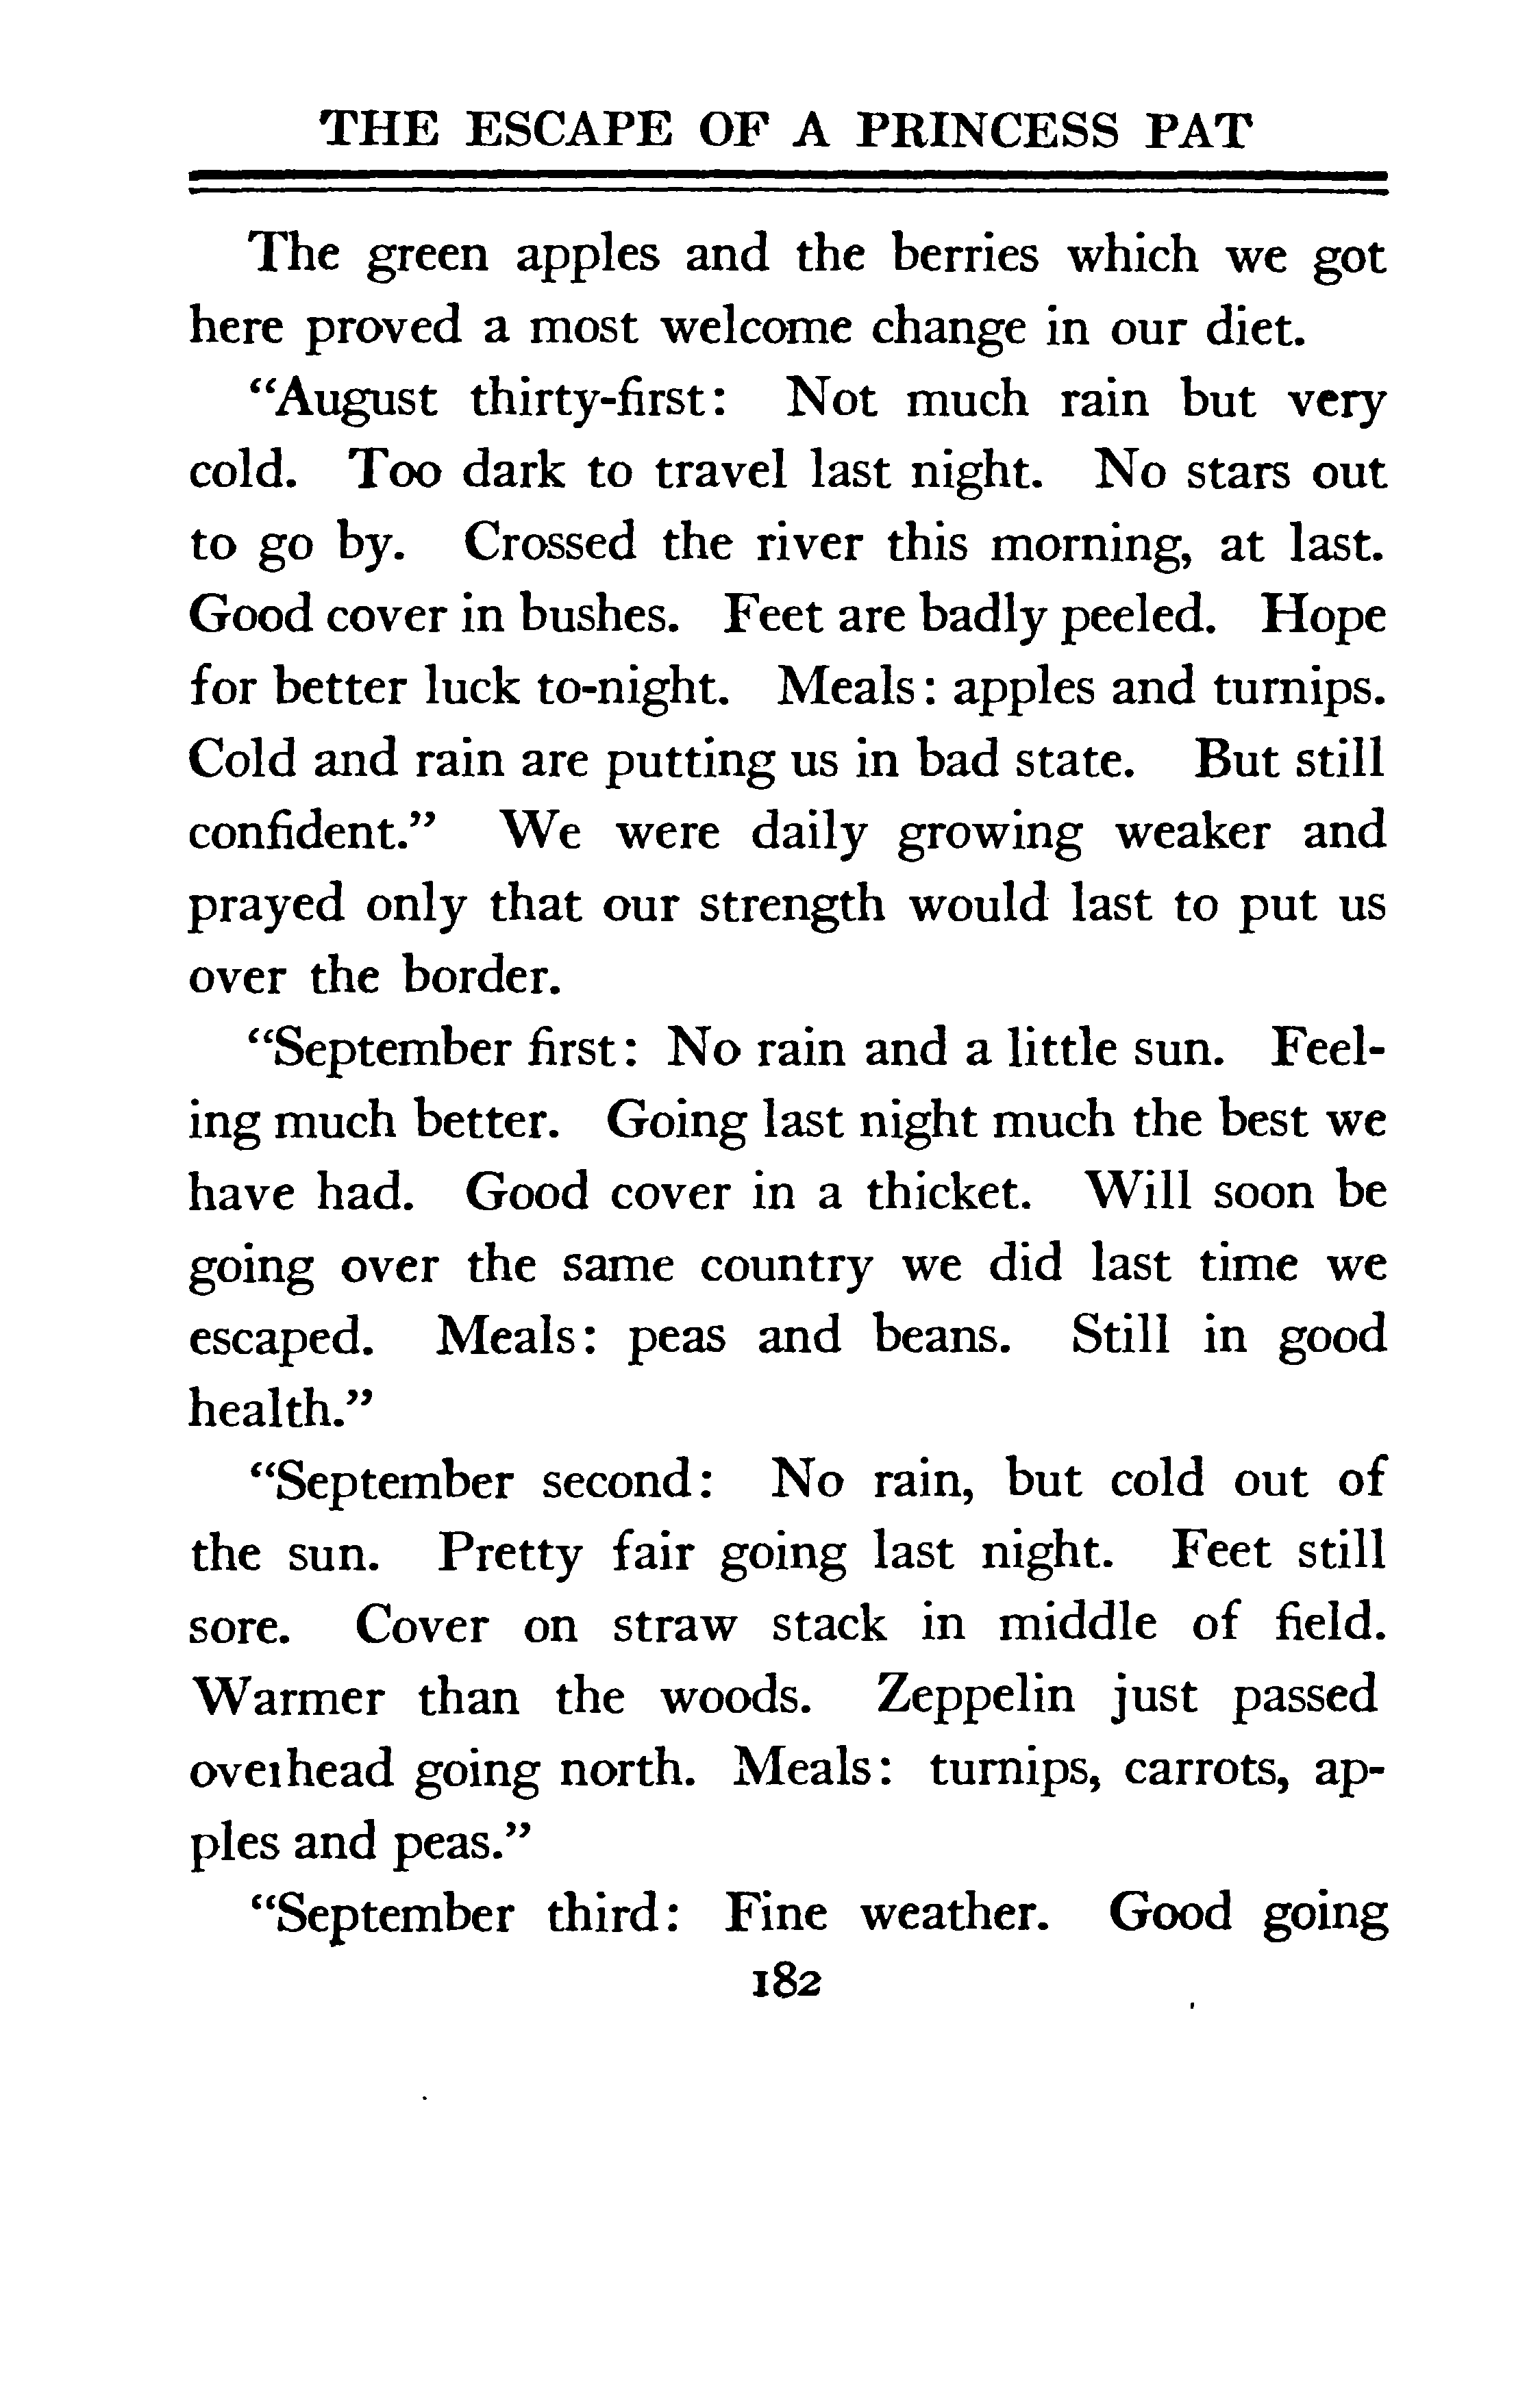 THE ESCAPE OF A PRINCESS PAT
The green apples and the berries which we got
here proved a most welcome change in our diet.
“August thirty-first: Not much rain but very
cold. Too dark to travel last night. No stars out
to go by. Crossed the river this morning, at last.
Good cover in bushes. Feet are badly peeled. Hope
for better luck to-night. Meals: apples and turnips.
Cold and rain are putting us in bad state. But still
confident.” We were daily growing weaker and
prayed only that our strength would last to put us
over the border.
“September first: No rain and a little sun. Feel-
ing much better. Going last night much the best we
have had. Good cover in a thicket. Will soon be
going over the same country we did last time we
escaped. Meals: peas and beans. Still in good
health.”
“September second: No rain, but cold out of
the sun. Pretty fair going last night. Feet still
sore. Cover on straw stack in middle of field.
Warmer than the woods. Zeppelin just passed
overhead going north. Meals: turnips, carrots, ap-
ples and peas.”
“September third: Fine weather. Good going
182